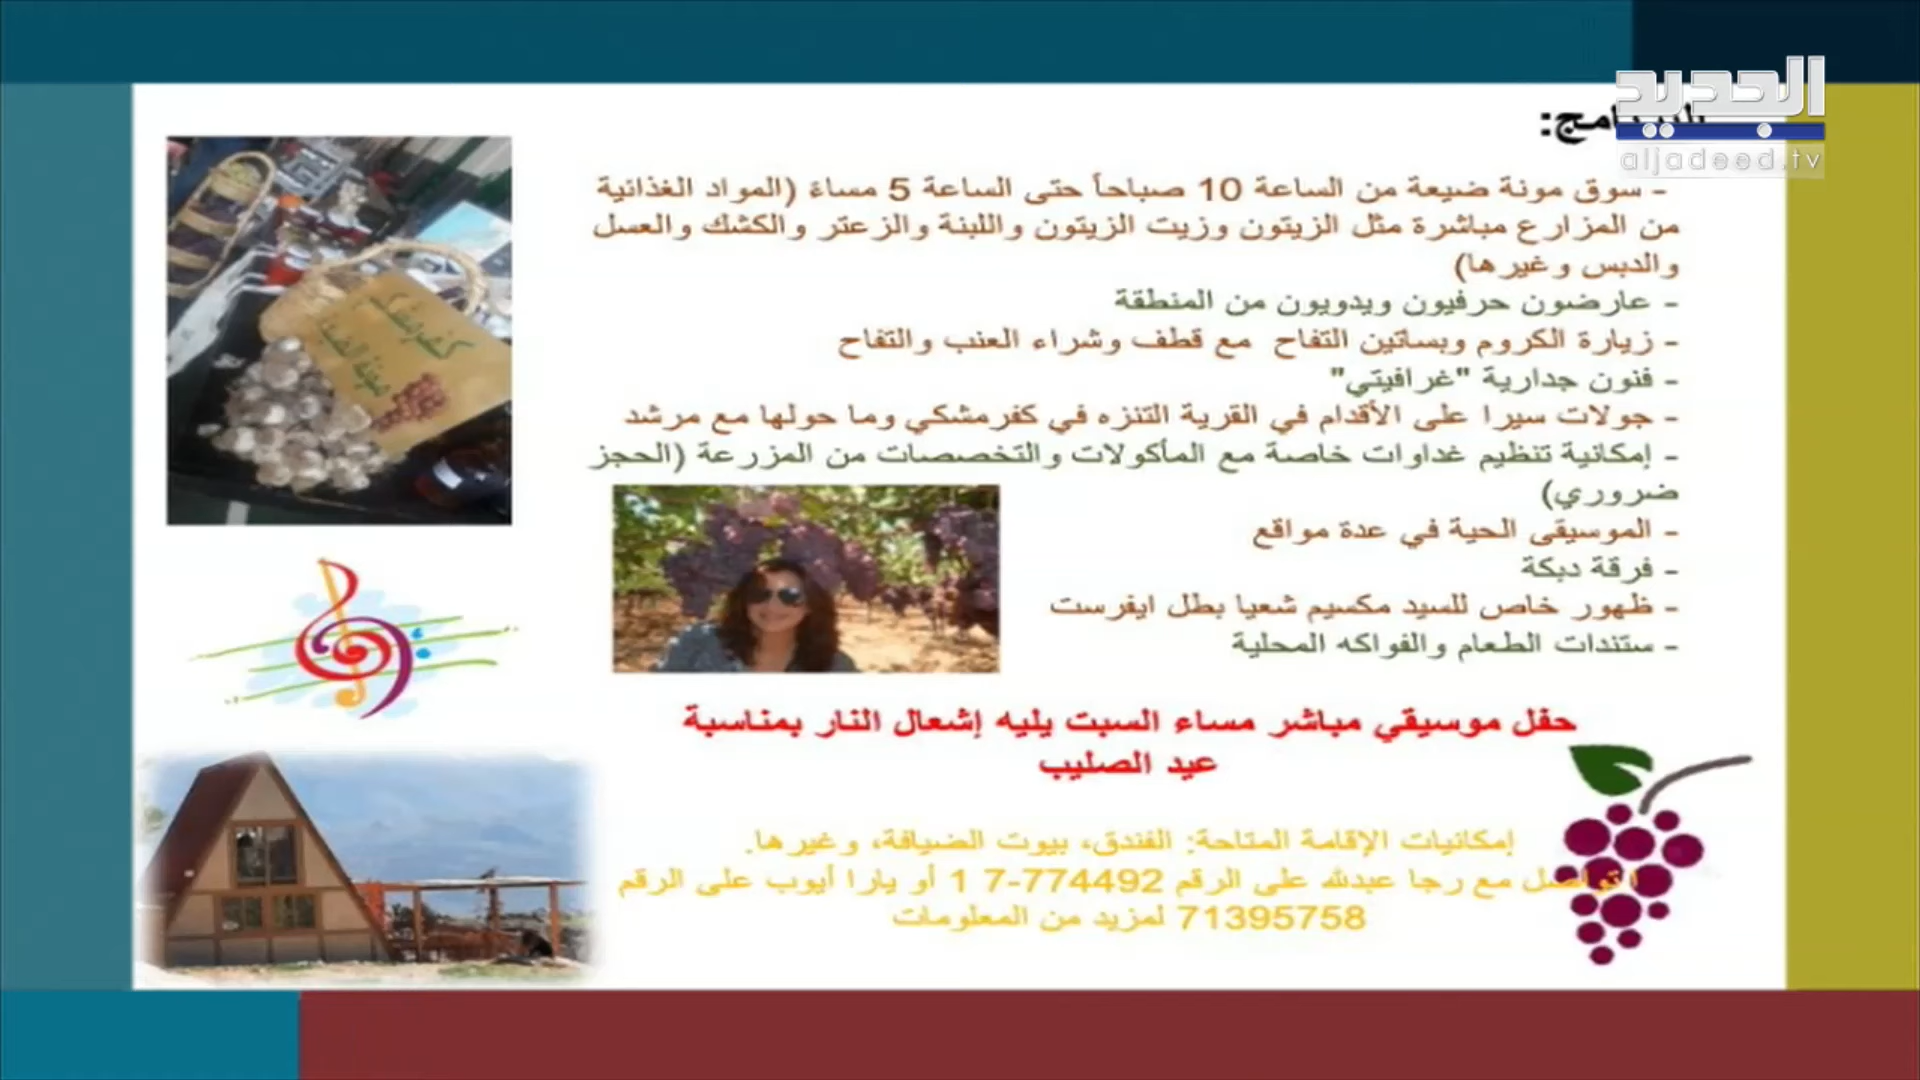 الجديد
aljadeed.tv
البرنامج:
- سوق مونة ضيعة من الساعة 10 صباحاً حتى الساعة 5 مساءً (المواد الغذائية
من المزارع مباشرة مثل الزيتون وزيت الزيتون واللبنة والزعتر والكشك والعسل
والدبس وغيرها)
- عارضون حرفيون ويدويون من المنطقة
- زيارة الكروم وبساتين التفاح مع قطف وشراء العنب والتفاح
- فنون جدارية "غرافيتي"
- جولات سيرا على الأقدام في القرية التنزه في كفرمشكي وما حولها مع مرشد
- إمكانية تنظيم غداوات خاصة مع المأكولات والتخصصات من المزرعة (الحجز
ضروري)
- الموسيقى الحية في عدة مواقع
- فرقة دبكة
- ظهور خاص للسيد مكسيم شعيا بطل ايفرست
- ستندات الطعام والفواكه المحلية
حفل موسيقي مباشر مساء السبت يليه إشعال النار بمناسبة
عيد الصليب
إمكانيات الإقامة المتاحة: الفندق، بيوت الضيافة، وغيرها.
تواصل مع رجا عبدلله على الرقم 774492-7 1 أو يارا أيوب على الرقم
71395758 لمزيد من المعلومات